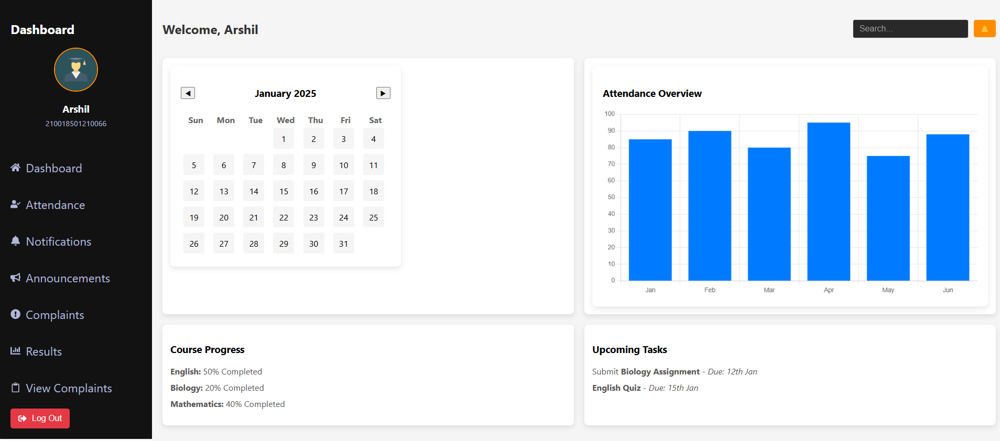 Dashboard
Arshil
210018501210066
Dashboard
Attendance
Notifications
Announcements
Complaints
Results
View Complaints
Log Out
Welcome, Arshil
Search...
January 2025
Sun Mon Tue Wed Thu Fri Sat
1 2 3 4
5 6 7 8 9 10 11
12 13 14 15 16 17 18
19 20 21 22 23 24 25
26 27 28 29 30 31
Attendance Overview
100
90
80
70
60
50
40
30
20
10
0
Jan Feb Mar Apr May Jun
Course Progress
English: 50% Completed
Biology: 20% Completed
Mathematics: 40% Completed
Upcoming Tasks
Submit Biology Assignment - Due: 12th Jan
English Quiz - Due: 15th Jan